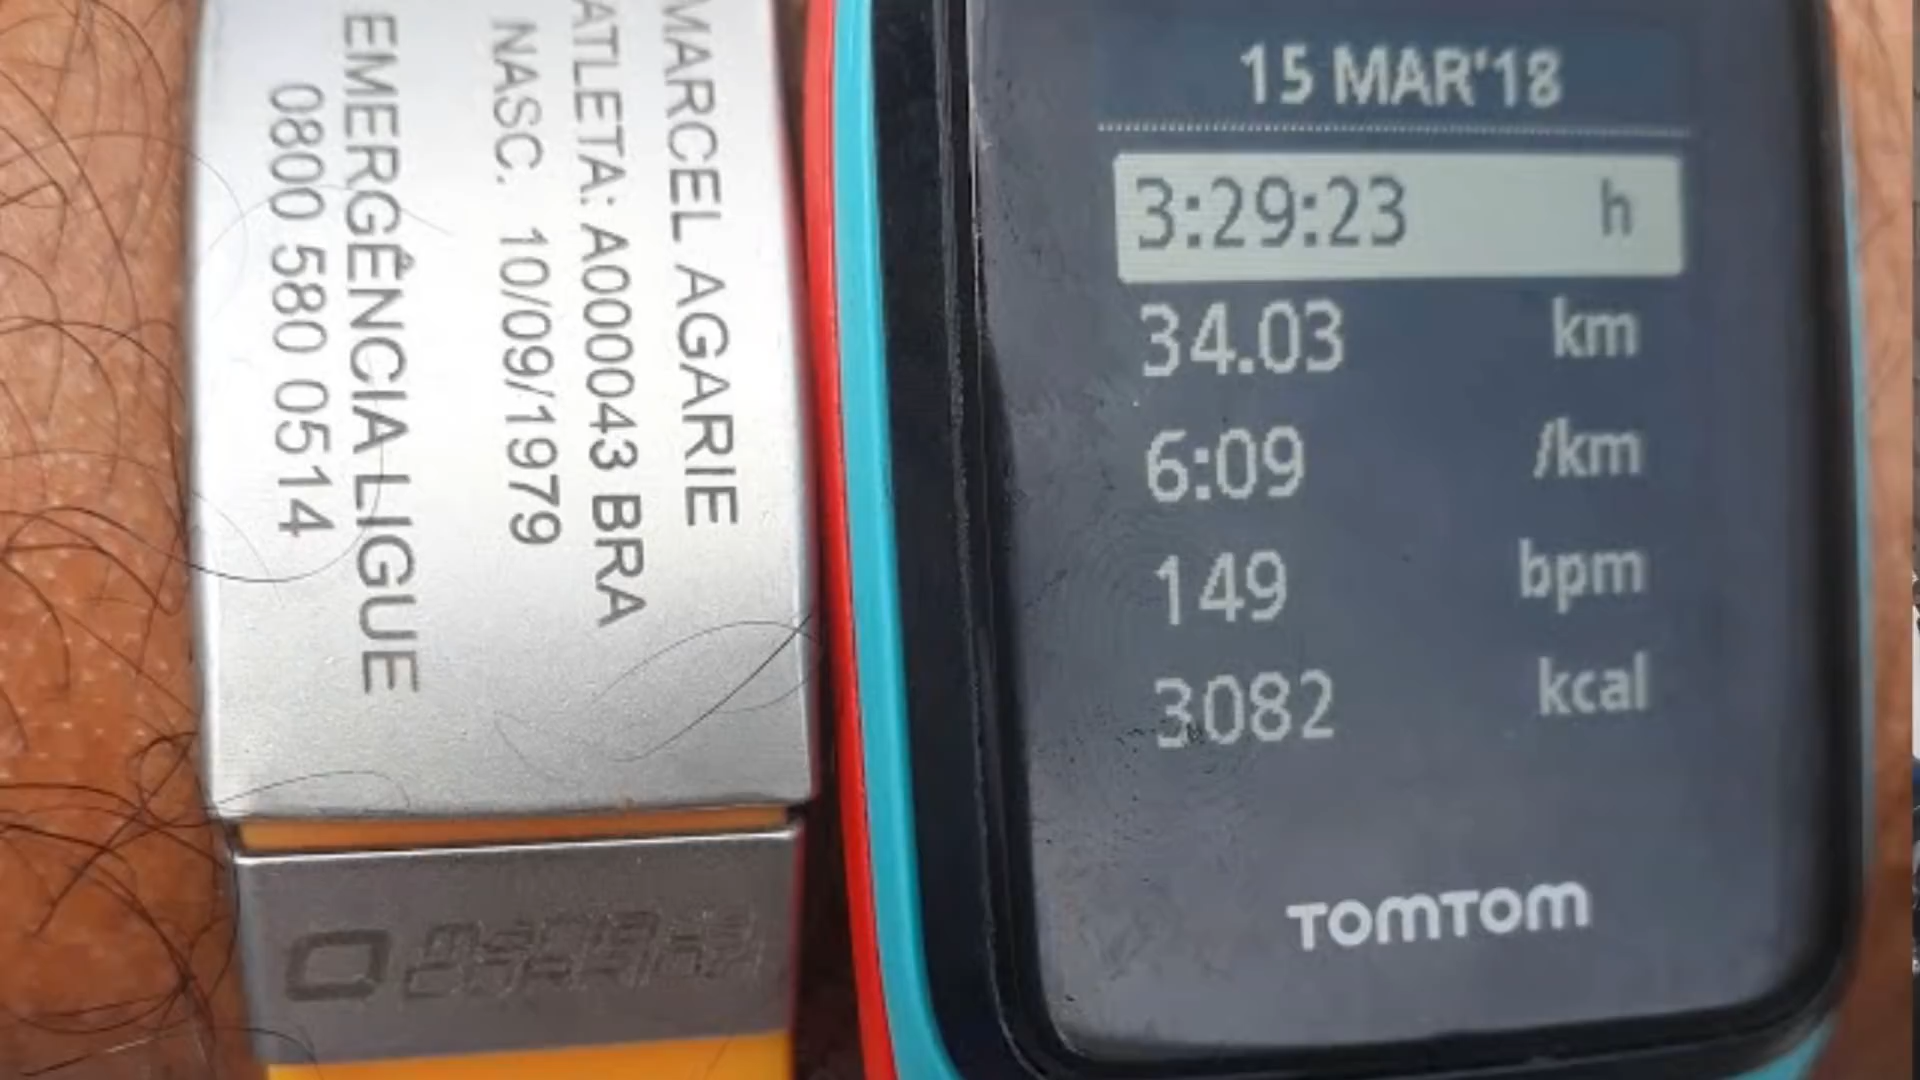 MARCEL AGARIE
ATLETA: A000043 BRA
NASC. 10/09/1979
EMERGÊNCIA LIGUE
0800 580 0514
15 MAR'18
3:29:23 h
34.03 km
6:09 /km
149 bpm
3082 kcal
TOMTOM